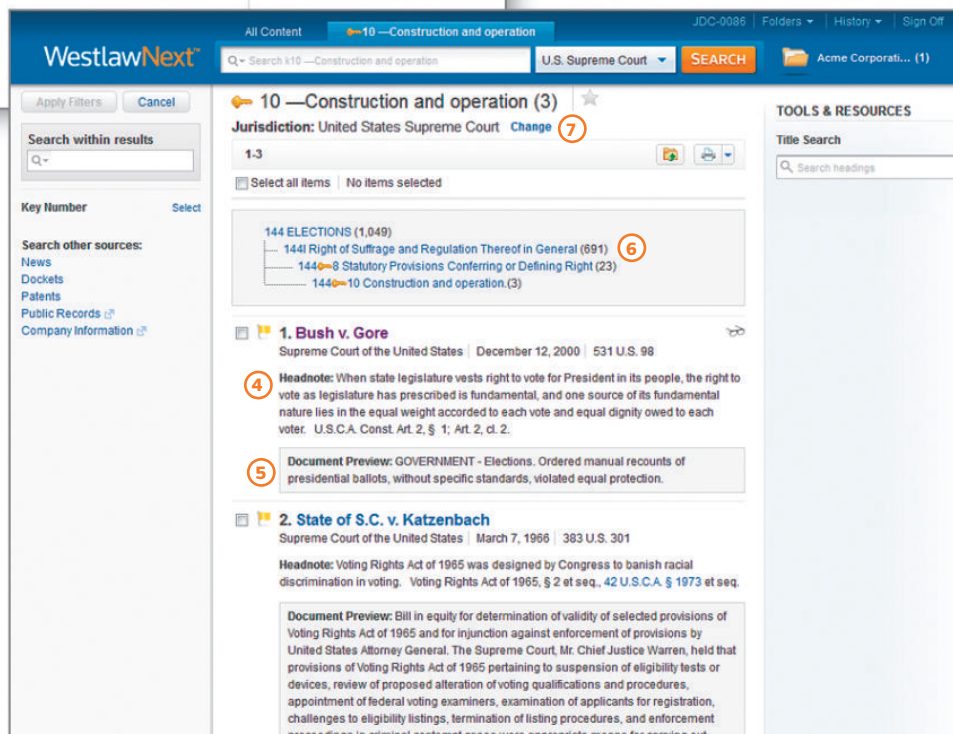 JDC-0086 Folders History Sign Off
All Content 10 —Construction and operation
WestlawNext™
Search k10 —Construction and operation U.S. Supreme Court SEARCH Acme Corporati... (1)
Apply Filters Cancel
Search within results
Key Number Select
Search other sources:
News
Dockets
Patents
Public Records
Company Information
10 —Construction and operation (3)
Jurisdiction: United States Supreme Court Change 7
1-3
Select all items No items selected
144 ELECTIONS (1,049)
144I Right of Suffrage and Regulation Thereof in General (691) 6
144 8 Statutory Provisions Conferring or Defining Right (23)
144 10 Construction and operation.(3)
1. Bush v. Gore
Supreme Court of the United States December 12, 2000 531 U.S. 98
4 Headnote: When state legislature vests right to vote for President in its people, the right to
vote as legislature has prescribed is fundamental, and one source of its fundamental
nature lies in the equal weight accorded to each vote and equal dignity owed to each
voter. U.S.C.A. Const. Art. 2, § 1; Art. 2, cl. 2.
5 Document Preview: GOVERNMENT - Elections. Ordered manual recounts of
presidential ballots, without specific standards, violated equal protection.
2. State of S.C. v. Katzenbach
Supreme Court of the United States March 7, 1966 383 U.S. 301
Headnote: Voting Rights Act of 1965 was designed by Congress to banish racial
discrimination in voting. Voting Rights Act of 1965, § 2 et seq., 42 U.S.C.A. § 1973 et seq.
Document Preview: Bill in equity for determination of validity of selected provisions of
Voting Rights Act of 1965 and for injunction against enforcement of provisions by
United States Attorney General. The Supreme Court, Mr. Chief Justice Warren, held that
provisions of Voting Rights Act of 1965 pertaining to suspension of eligibility tests or
devices, review of proposed alteration of voting qualifications and procedures,
appointment of federal voting examiners, examination of applicants for registration,
challenges to eligibility listings, termination of listing procedures, and enforcement
TOOLS & RESOURCES
Title Search
Search headings